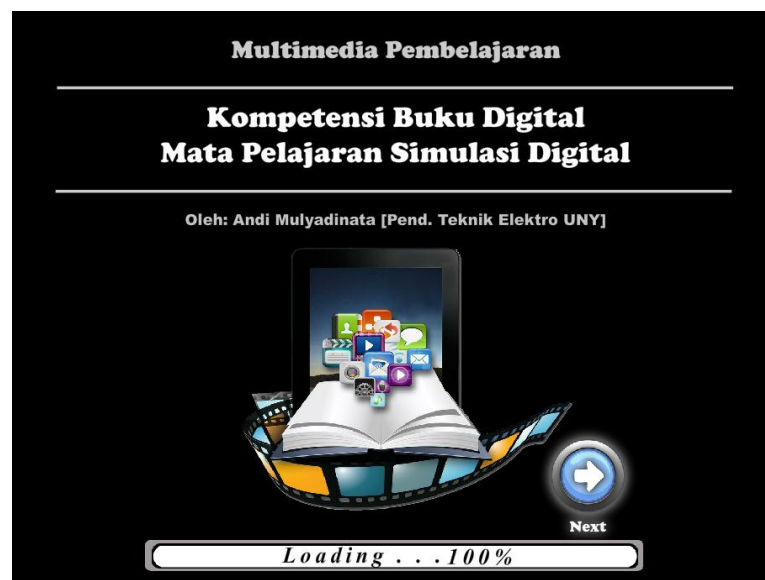 Multimedia Pembelajaran
Kompetensi Buku Digital
Mata Pelajaran Simulasi Digital
Oleh: Andi Mulyadinata [Pend. Teknik Elektro UNY]
Next
Loading . . .100%